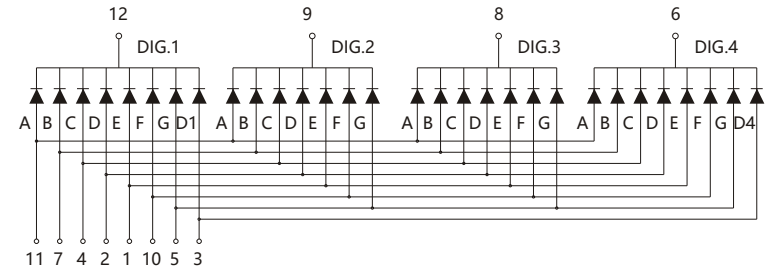 12 9 8 6
DIG.1 DIG.2 DIG.3 DIG.4
A B C D E F G D1 A B C D E F G A B C D E F G A B C D E F G D4
11 7 4 2 1 10 5 3